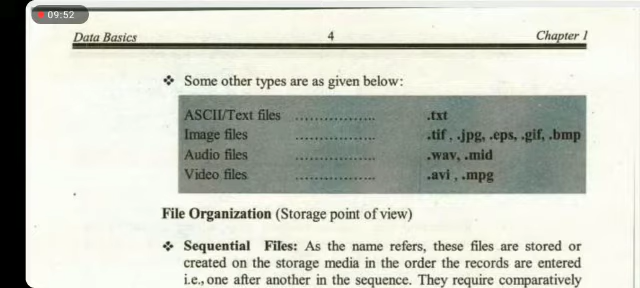 09:52
Data Basics 4 Chapter 1
❖ Some other types are as given below:
ASCII/Text files ................ .txt
Image files ................ .tif , .jpg, .eps, .gif, .bmp
Audio files ................ .wav, .mid
Video files ................ .avi , .mpg
File Organization (Storage point of view)
❖ Sequential Files: As the name refers, these files are stored or
created on the storage media in the order the records are entered
i.e., one after another in the sequence. They require comparatively